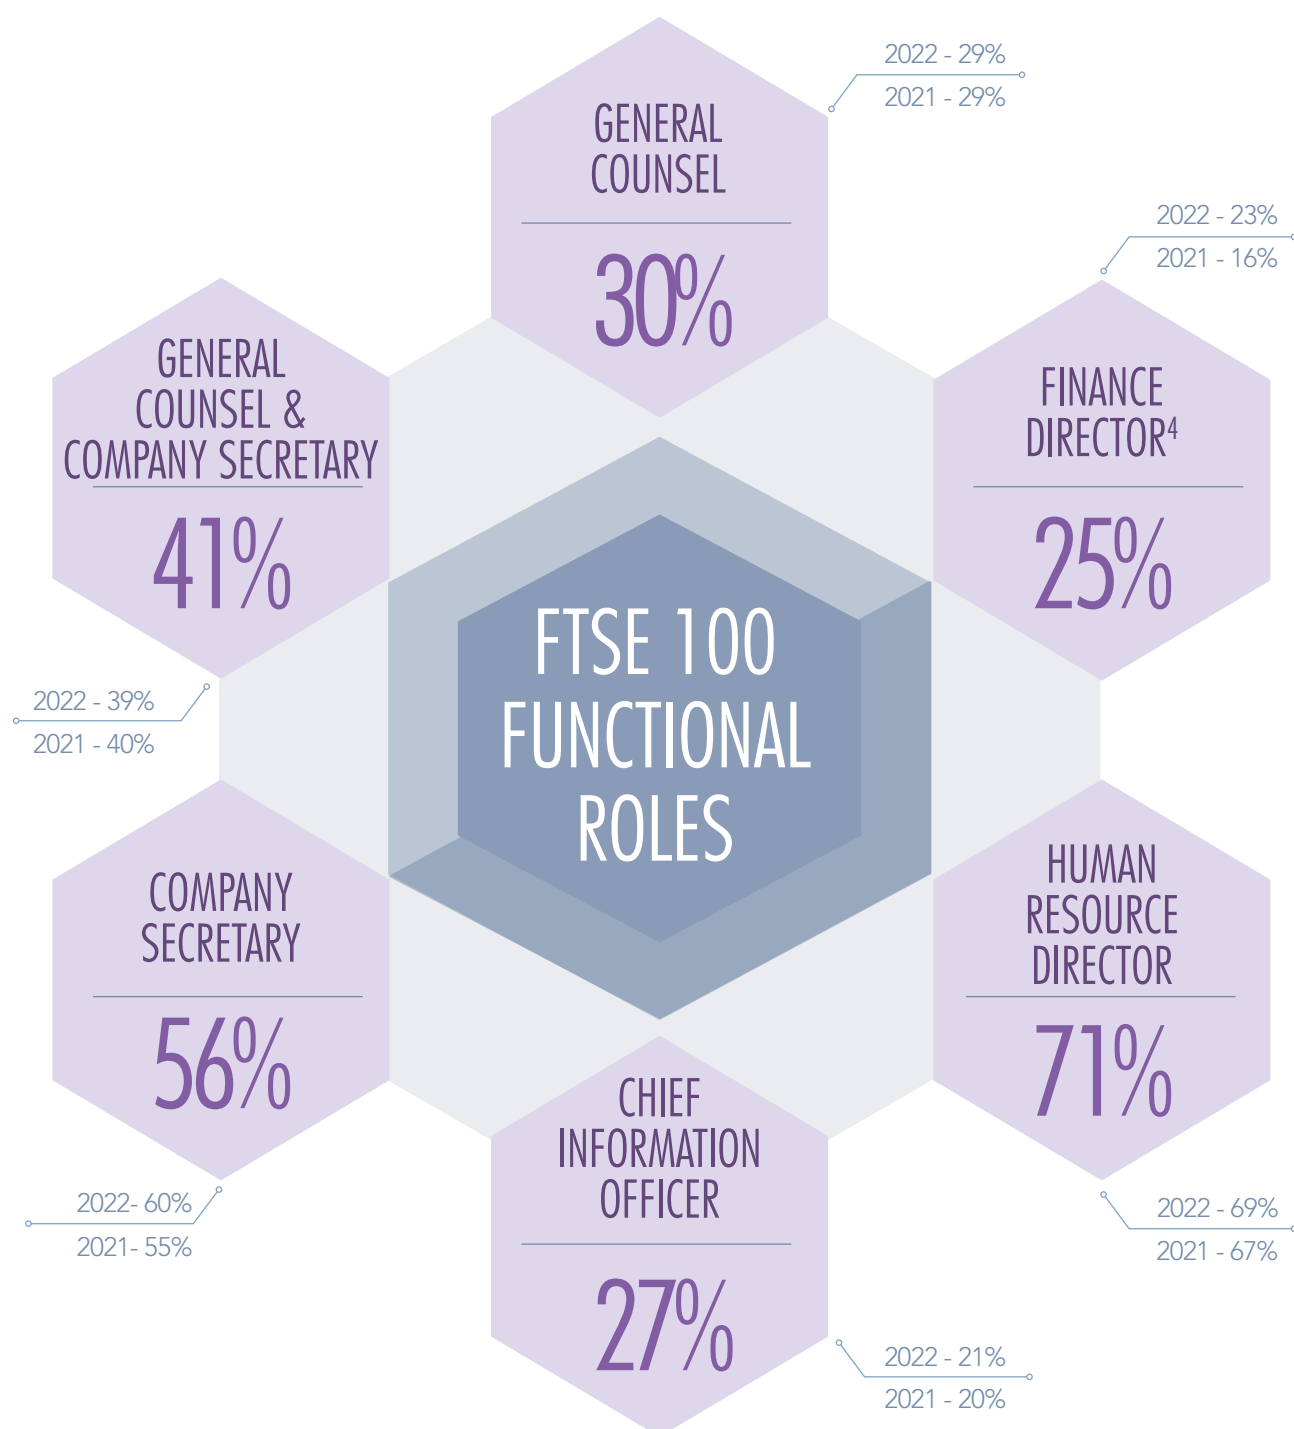 2022 - 29%
2021 - 29%
GENERAL
COUNSEL
30%
2022 - 23%
2021 - 16%
FINANCE
DIRECTOR⁴
25%
GENERAL
COUNSEL &
COMPANY SECRETARY
41%
2022 - 39%
2021 - 40%
FTSE 100
FUNCTIONAL
ROLES
COMPANY
SECRETARY
56%
2022- 60%
2021- 55%
HUMAN
RESOURCE
DIRECTOR
71%
2022 - 69%
2021 - 67%
CHIEF
INFORMATION
OFFICER
27%
2022 - 21%
2021 - 20%